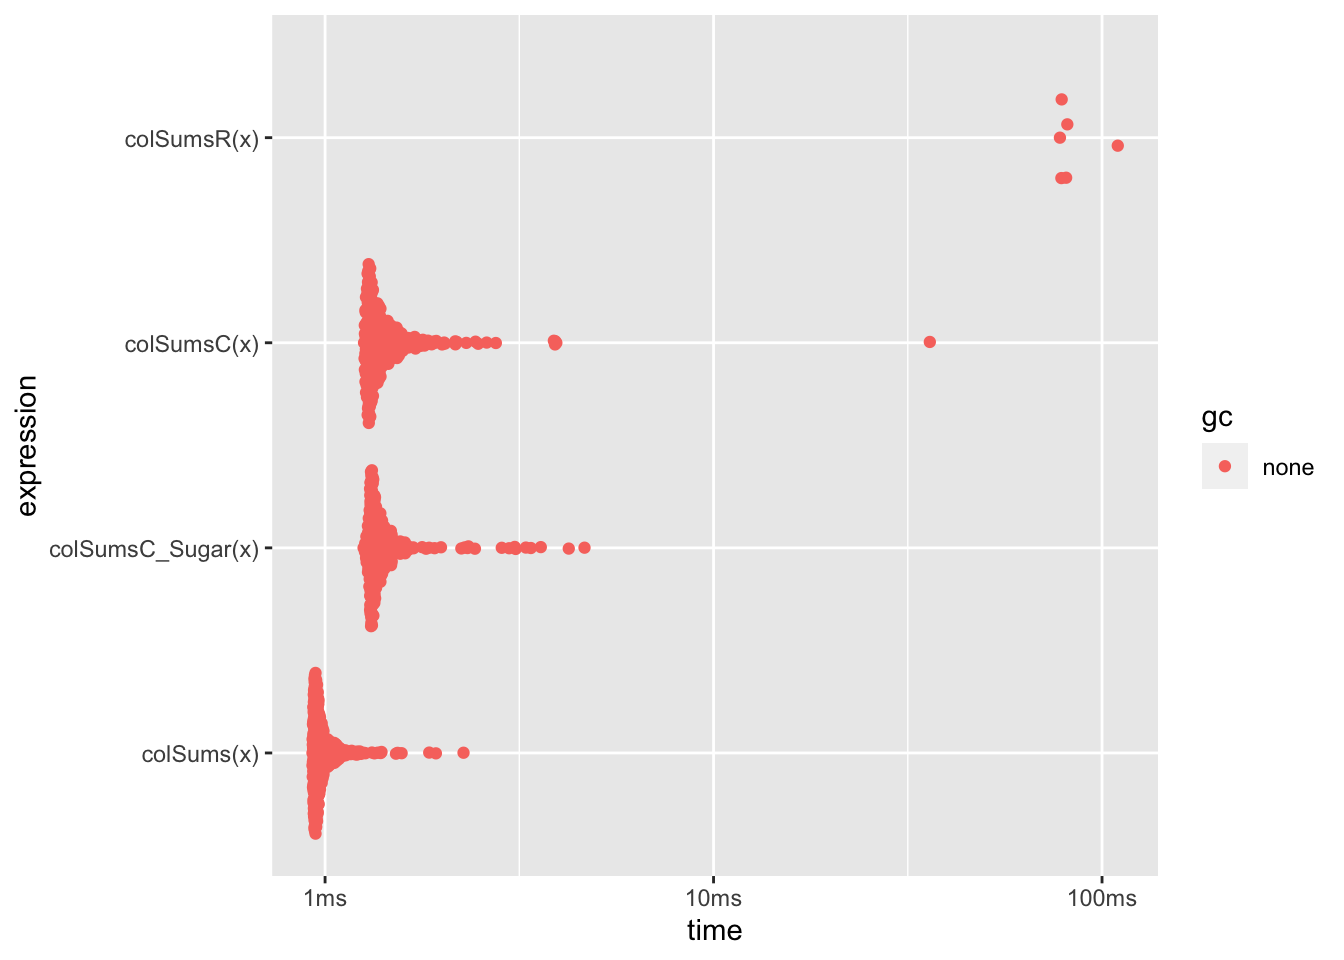 colSumsR(x)
colSumsC(x)
colSumsC_Sugar(x)
colSums(x)
expression
1ms
10ms
100ms
time
gc
none